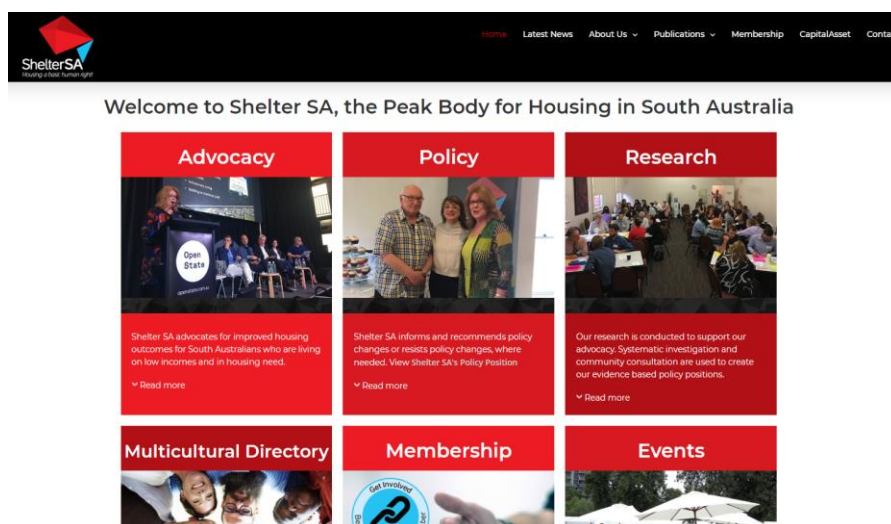 ShelterSA
Housing a basic human right!
Home Latest News About Us Publications Membership CapitalAsset Conta
Welcome to Shelter SA, the Peak Body for Housing in South Australia
Advocacy
Open
State
Shelter SA advocates for improved housing
outcomes for South Australians who are living
on low incomes and in housing need.
Read more
Policy
Shelter SA informs and recommends policy
changes or resists policy changes, where
needed. View Shelter SA's Policy Position
Read more
Research
Our research is conducted to support our
advocacy. Systematic investigation and
community consultation are used to create
our evidence based policy positions.
Read more
Multicultural Directory
Membership
Get Involved
Events